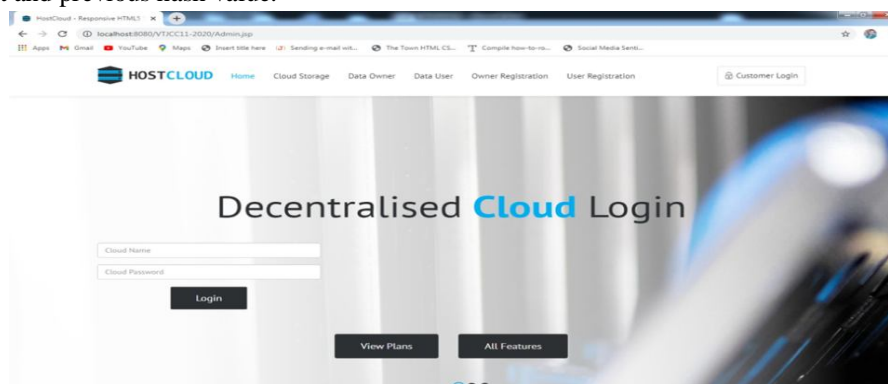 t and previous hash value.
HostCloud - Responsive HTML5
localhost:8080/VTJCC11-2020/Admin.jsp
Apps Gmail YouTube Maps Insert title here Sending e-mail wit... The Town HTML CS... Compile how-to-ro... Social Media Senti...
HOSTCLOUD Home Cloud Storage Data Owner Data User Owner Registration User Registration Customer Login
Decentralised Cloud Login
Cloud Name
Cloud Password
Login
View Plans All Features